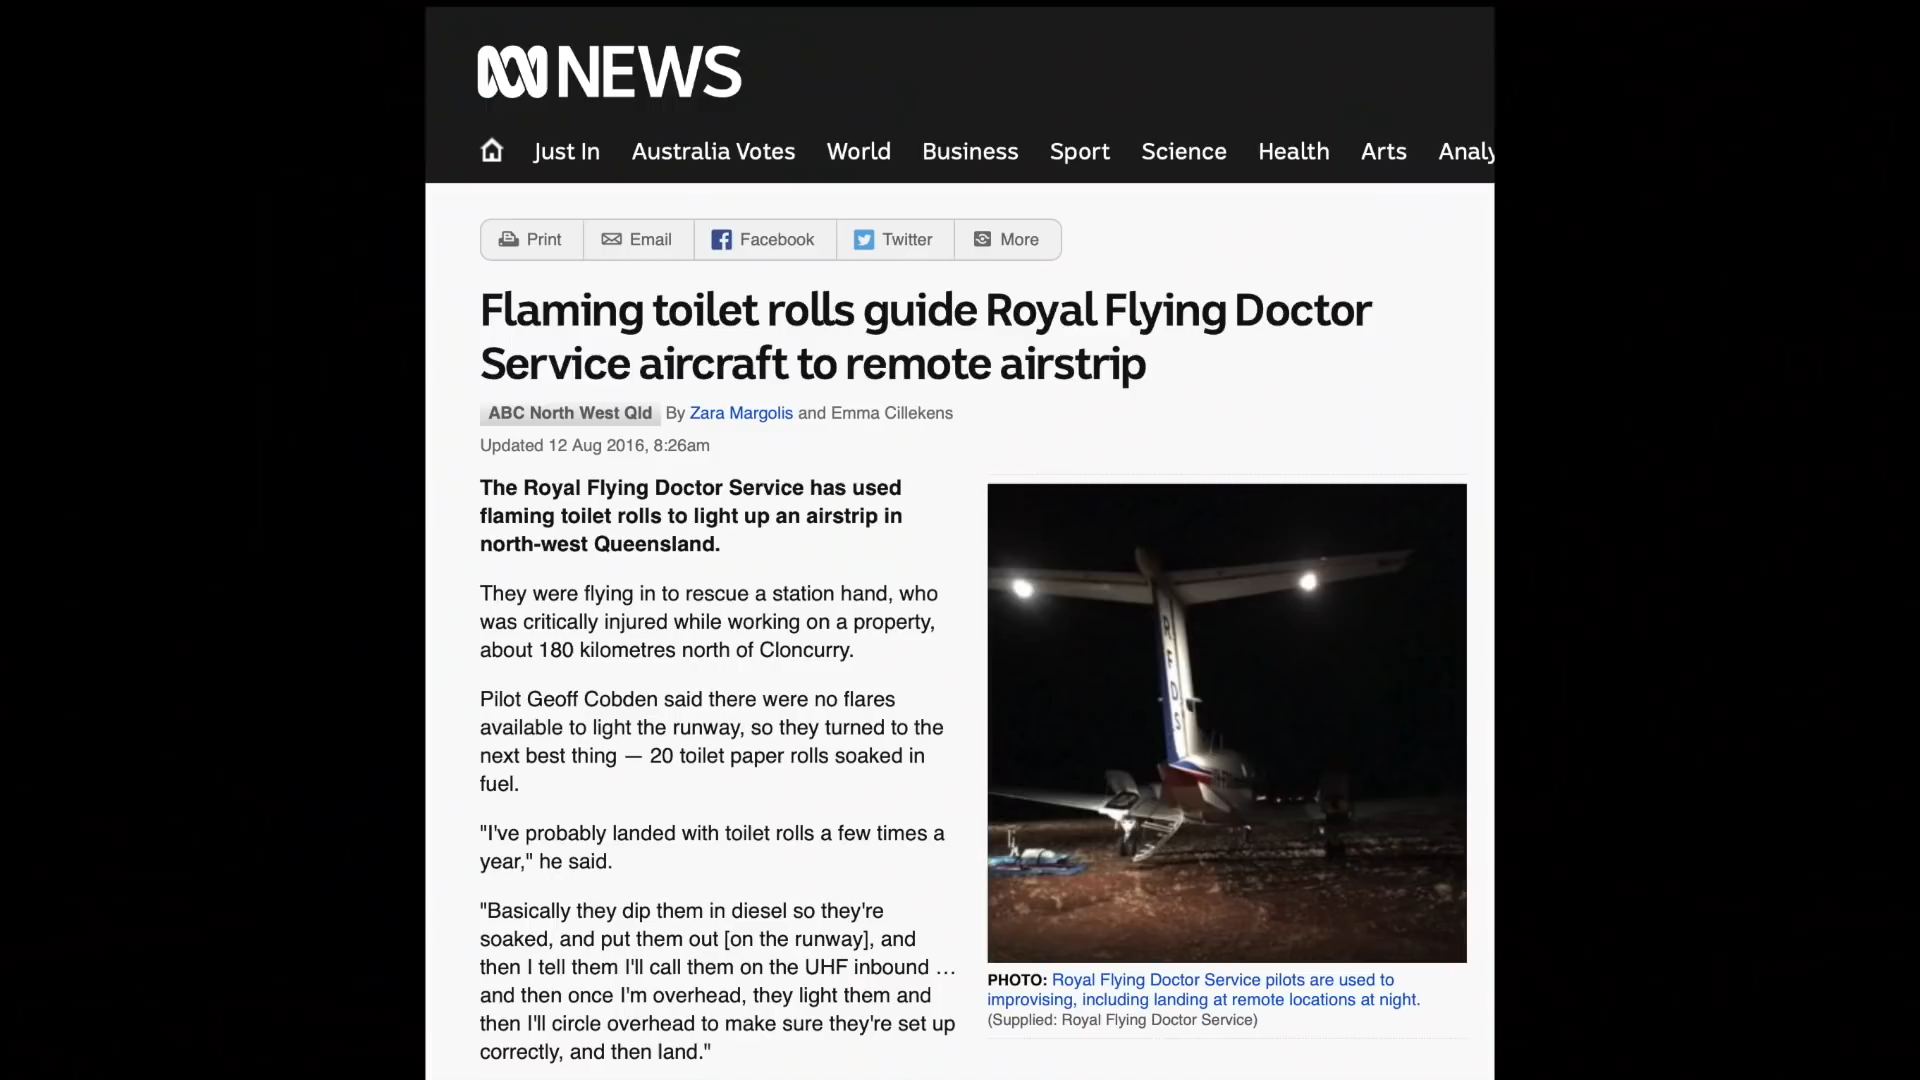 NEWS
Just In Australia Votes World Business Sport Science Health Arts Analy
Print Email Facebook Twitter More
Flaming toilet rolls guide Royal Flying Doctor
Service aircraft to remote airstrip
ABC North West Qld By Zara Margolis and Emma Cillekens
Updated 12 Aug 2016, 8:26am
The Royal Flying Doctor Service has used
flaming toilet rolls to light up an airstrip in
north-west Queensland.
They were flying in to rescue a station hand, who
was critically injured while working on a property,
about 180 kilometres north of Cloncurry.
Pilot Geoff Cobden said there were no flares
available to light the runway, so they turned to the
next best thing — 20 toilet paper rolls soaked in
fuel.
"I've probably landed with toilet rolls a few times a
year," he said.
"Basically they dip them in diesel so they're
soaked, and put them out [on the runway], and
then I tell them I'll call them on the UHF inbound …
and then once I'm overhead, they light them and
then I'll circle overhead to make sure they're set up
correctly, and then land."
RFDS
PHOTO: Royal Flying Doctor Service pilots are used to
improvising, including landing at remote locations at night.
(Supplied: Royal Flying Doctor Service)